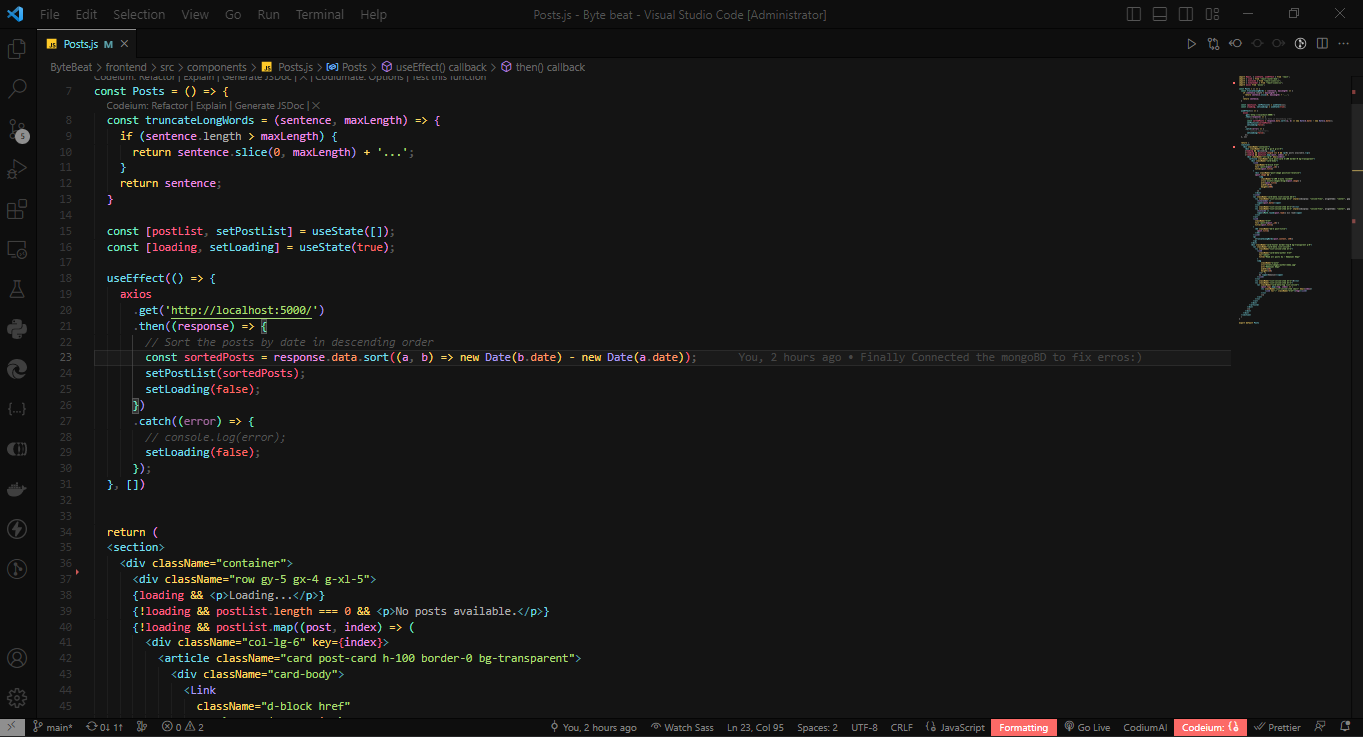 File Edit Selection View Go Run Terminal Help
Posts.js - Byte beat - Visual Studio Code [Administrator]
JS Posts.js M
ByteBeat > frontend > src > components > JS Posts.js > Posts > useEffect() callback > then() callback
Codeium: Refactor | Explain | Generate JSDoc | X | Codiumate: Options | Test this function
7 const Posts = () => {
Codeium: Refactor | Explain | Generate JSDoc | X
8 const truncateLongWords = (sentence, maxLength) => {
9 if (sentence.length > maxLength) {
10 return sentence.slice(0, maxLength) + '...';
11 }
12 return sentence;
13 }
14
15 const [postList, setPostList] = useState([]);
16 const [loading, setLoading] = useState(true);
17
18 useEffect(() => {
19 axios
20 .get('http://localhost:5000/')
21 .then((response) => {
22 // Sort the posts by date in descending order
23 const sortedPosts = response.data.sort((a, b) => new Date(b.date) - new Date(a.date)); You, 2 hours ago • Finally Connected the mongoBD to fix erros:)
24 setPostList(sortedPosts);
25 setLoading(false);
26 })
27 .catch((error) => {
28 // console.log(error);
29 setLoading(false);
30 });
31 }, [])
32
33
34 return (
35 <section>
36 <div className="container">
37 <div className="row gy-5 gx-4 g-xl-5">
38 {loading && <p>Loading...</p>}
39 {!loading && postList.length === 0 && <p>No posts available.</p>}
40 {!loading && postList.map((post, index) => (
41 <div className="col-lg-6" key={index}>
42 <article className="card post-card h-100 border-0 bg-transparent">
43 <div className="card-body">
44 <Link
45 className="d-block href"
5
main* 0↓ 1↑ 0 2 You, 2 hours ago Watch Sass Ln 23, Col 95 Spaces: 2 UTF-8 CRLF {} JavaScript Formatting Go Live CodiumAI Codeium: {} Prettier